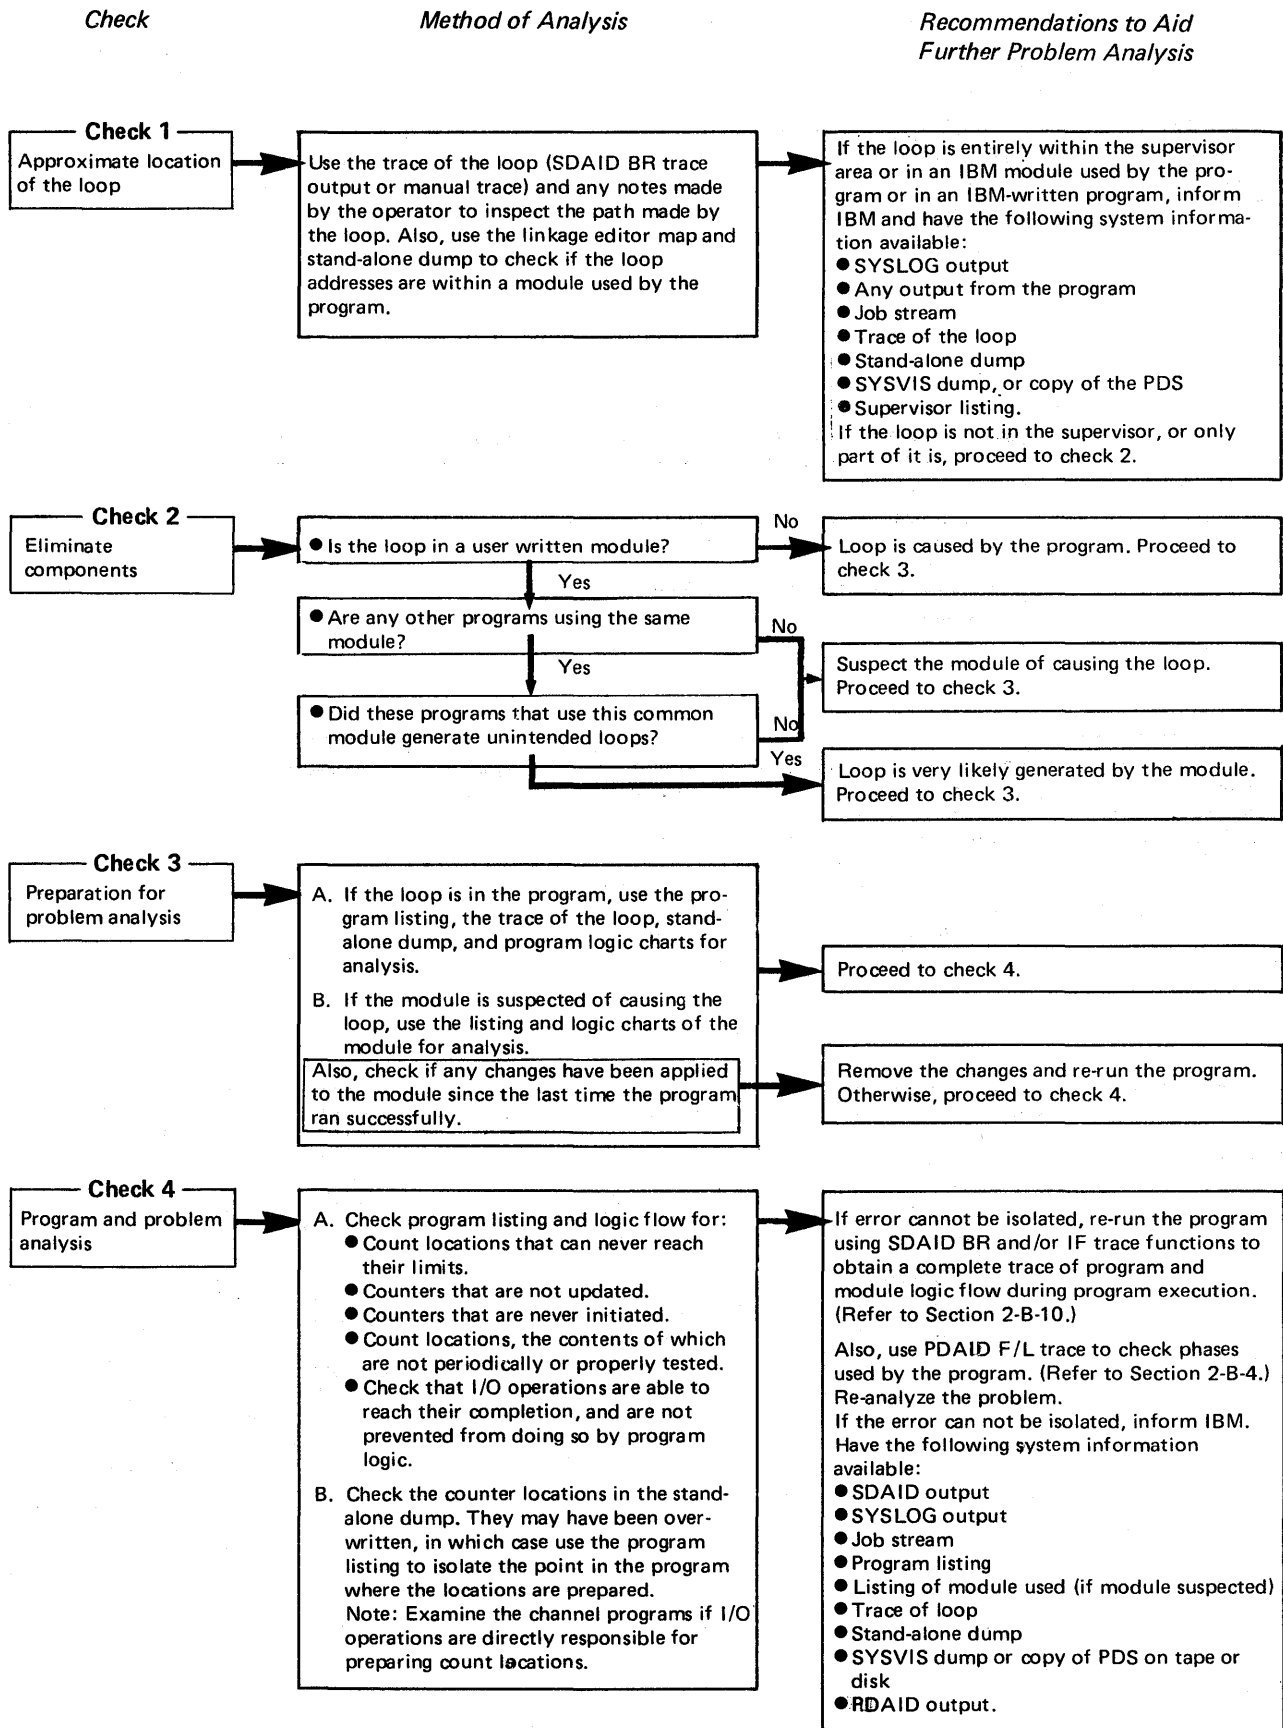 Check
Method of Analysis
Recommendations to Aid
Further Problem Analysis
Check 1
Approximate location
of the loop
Use the trace of the loop (SDAID BR trace
output or manual trace) and any notes made
by the operator to inspect the path made by
the loop. Also, use the linkage editor map and
stand-alone dump to check if the loop
addresses are within a module used by the
program.
If the loop is entirely within the supervisor
area or in an IBM module used by the pro-
gram or in an IBM-written program, inform
IBM and have the following system informa-
tion available:
● SYSLOG output
● Any output from the program
● Job stream
● Trace of the loop
● Stand-alone dump
● SYSVIS dump, or copy of the PDS
● Supervisor listing.
If the loop is not in the supervisor, or only
part of it is, proceed to check 2.
Check 2
Eliminate
components
● Is the loop in a user written module?
No
Loop is caused by the program. Proceed to
check 3.
Yes
● Are any other programs using the same
module?
No
Yes
Suspect the module of causing the loop.
Proceed to check 3.
● Did these programs that use this common
module generate unintended loops?
No
Yes
Loop is very likely generated by the module.
Proceed to check 3.
Check 3
Preparation for
problem analysis
A. If the loop is in the program, use the pro-
gram listing, the trace of the loop, stand-
alone dump, and program logic charts for
analysis.
B. If the module is suspected of causing the
loop, use the listing and logic charts of the
module for analysis.
Also, check if any changes have been applied
to the module since the last time the program
ran successfully.
Proceed to check 4.
Remove the changes and re-run the program.
Otherwise, proceed to check 4.
Check 4
Program and problem
analysis
A. Check program listing and logic flow for:
● Count locations that can never reach
their limits.
● Counters that are not updated.
● Counters that are never initiated.
● Count locations, the contents of which
are not periodically or properly tested.
● Check that I/O operations are able to
reach their completion, and are not
prevented from doing so by program
logic.
B. Check the counter locations in the stand-
alone dump. They may have been over-
written, in which case use the program
listing to isolate the point in the program
where the locations are prepared.
Note: Examine the channel programs if I/O
operations are directly responsible for
preparing count locations.
If error cannot be isolated, re-run the program
using SDAID BR and/or IF trace functions to
obtain a complete trace of program and
module logic flow during program execution.
(Refer to Section 2-B-10.)
Also, use PDAID F/L trace to check phases
used by the program. (Refer to Section 2-B-4.)
Re-analyze the problem.
If the error can not be isolated, inform IBM.
Have the following system information
available:
● SDAID output
● SYSLOG output
● Job stream
● Program listing
● Listing of module used (if module suspected)
● Trace of loop
● Stand-alone dump
● SYSVIS dump or copy of PDS on tape or
disk
● PDAID output.